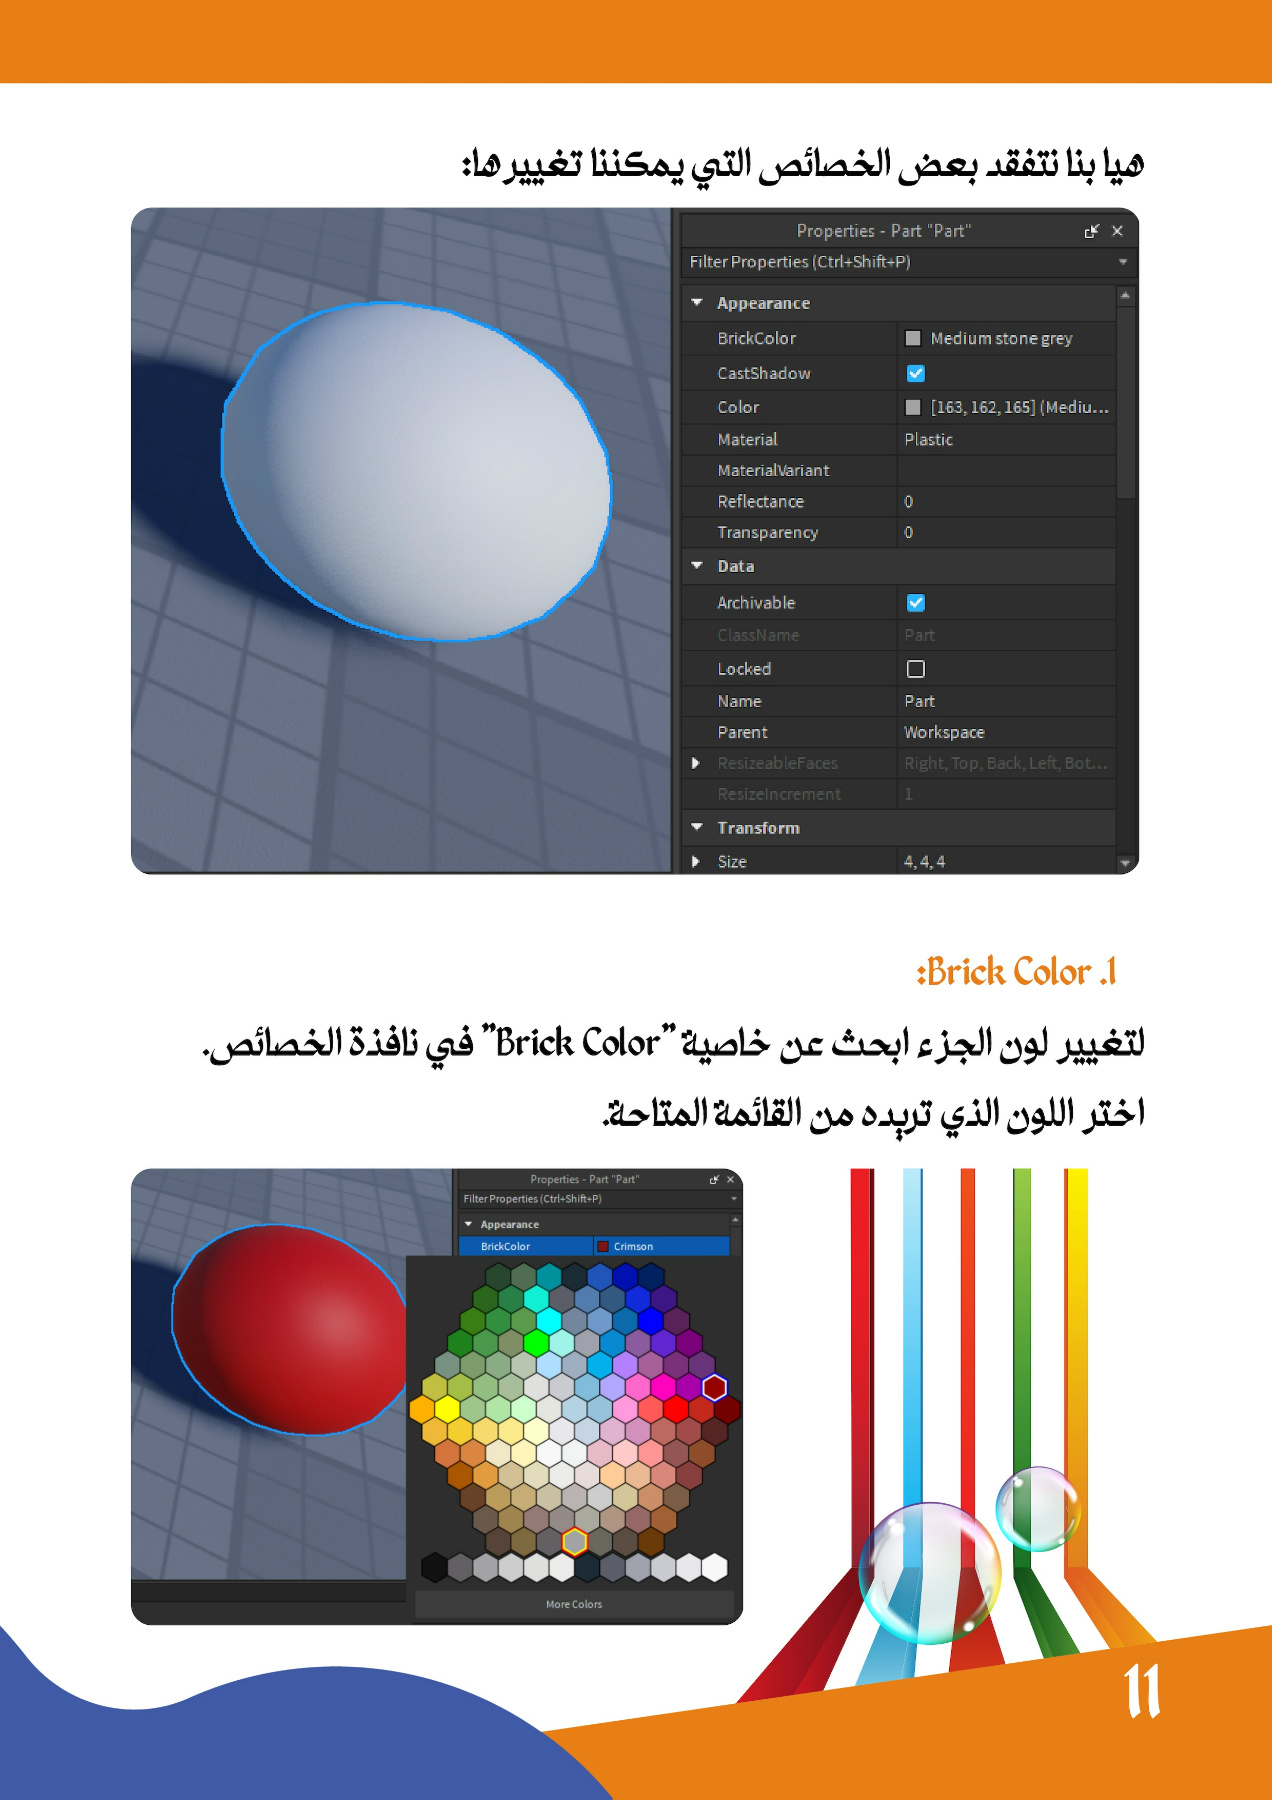 هيا بنا نتفقد بعض الخصائص التي يمكننا تغييرها:
Properties - Part "Part"
Filter Properties (Ctrl+Shift+P)
Appearance
BrickColor Medium stone grey
CastShadow
Color [163, 162, 165] (Mediu...
Material Plastic
MaterialVariant
Reflectance 0
Transparency 0
Data
Archivable
ClassName Part
Locked
Name Part
Parent Workspace
ResizeableFaces Right, Top, Back, Left, Bot...
ResizeIncrement 1
Transform
Size 4, 4, 4
1. Brick Color:
لتغيير لون الجزء ابحث عن خاصية "Brick Color" في نافذة الخصائص.
اختر اللون الذي تريده من القائمة المتاحة.
Properties - Part "Part"
Filter Properties (Ctrl+Shift+P)
Appearance
BrickColor Crimson
More Colors
11